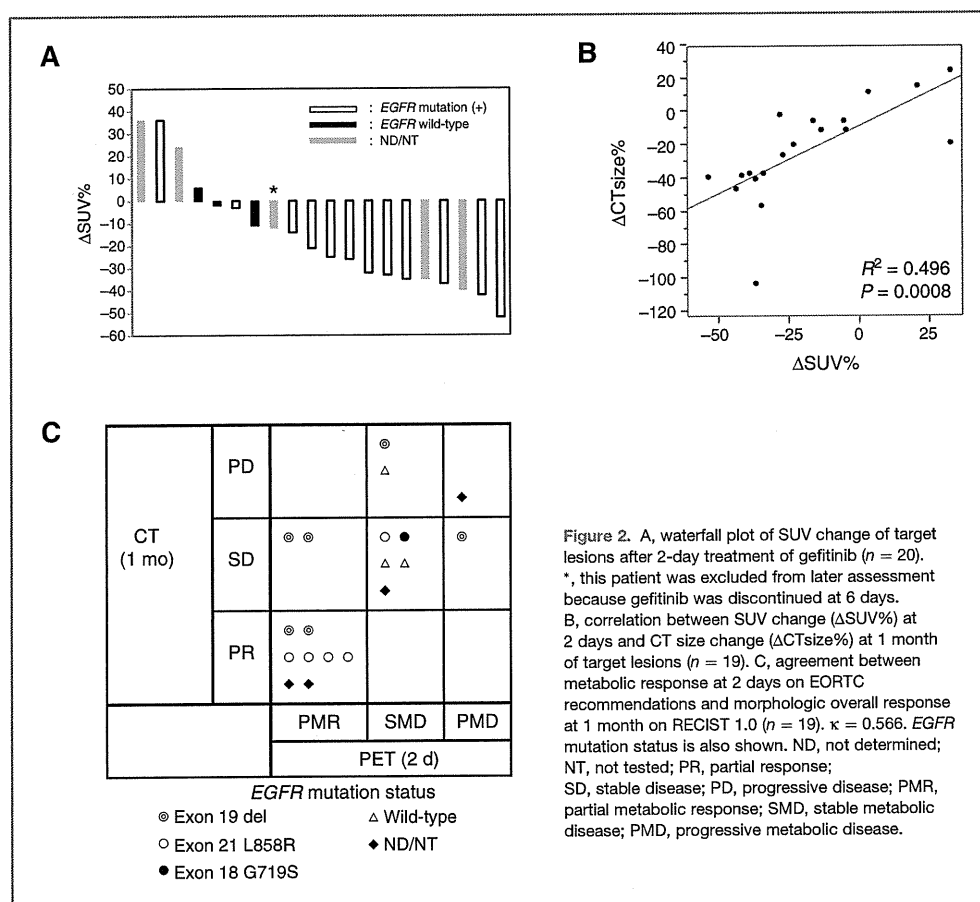 A
50
40
30
20
10
0
−10
−20
−30
−40
−50
−60
ΔSUV%
: EGFR mutation (+)
: EGFR wild-type
: ND/NT
*
B
40
20
0
−20
−40
−60
−80
−100
−120
ΔCTsize%
R² = 0.496
P = 0.0008
−50 −25 0 25
ΔSUV%
C
CT
(1 mo)
PD
SD
PR
PMR SMD PMD
PET (2 d)
EGFR mutation status
Exon 19 del
Wild-type
Exon 21 L858R
ND/NT
Exon 18 G719S
Figure 2. A, waterfall plot of SUV change of target
lesions after 2-day treatment of gefitinib (n = 20).
*, this patient was excluded from later assessment
because gefitinib was discontinued at 6 days.
B, correlation between SUV change (ΔSUV%) at
2 days and CT size change (ΔCTsize%) at 1 month
of target lesions (n = 19). C, agreement between
metabolic response at 2 days on EORTC
recommendations and morphologic overall response
at 1 month on RECIST 1.0 (n = 19). κ = 0.566. EGFR
mutation status is also shown. ND, not determined;
NT, not tested; PR, partial response;
SD, stable disease; PD, progressive disease; PMR,
partial metabolic response; SMD, stable metabolic
disease; PMD, progressive metabolic disease.